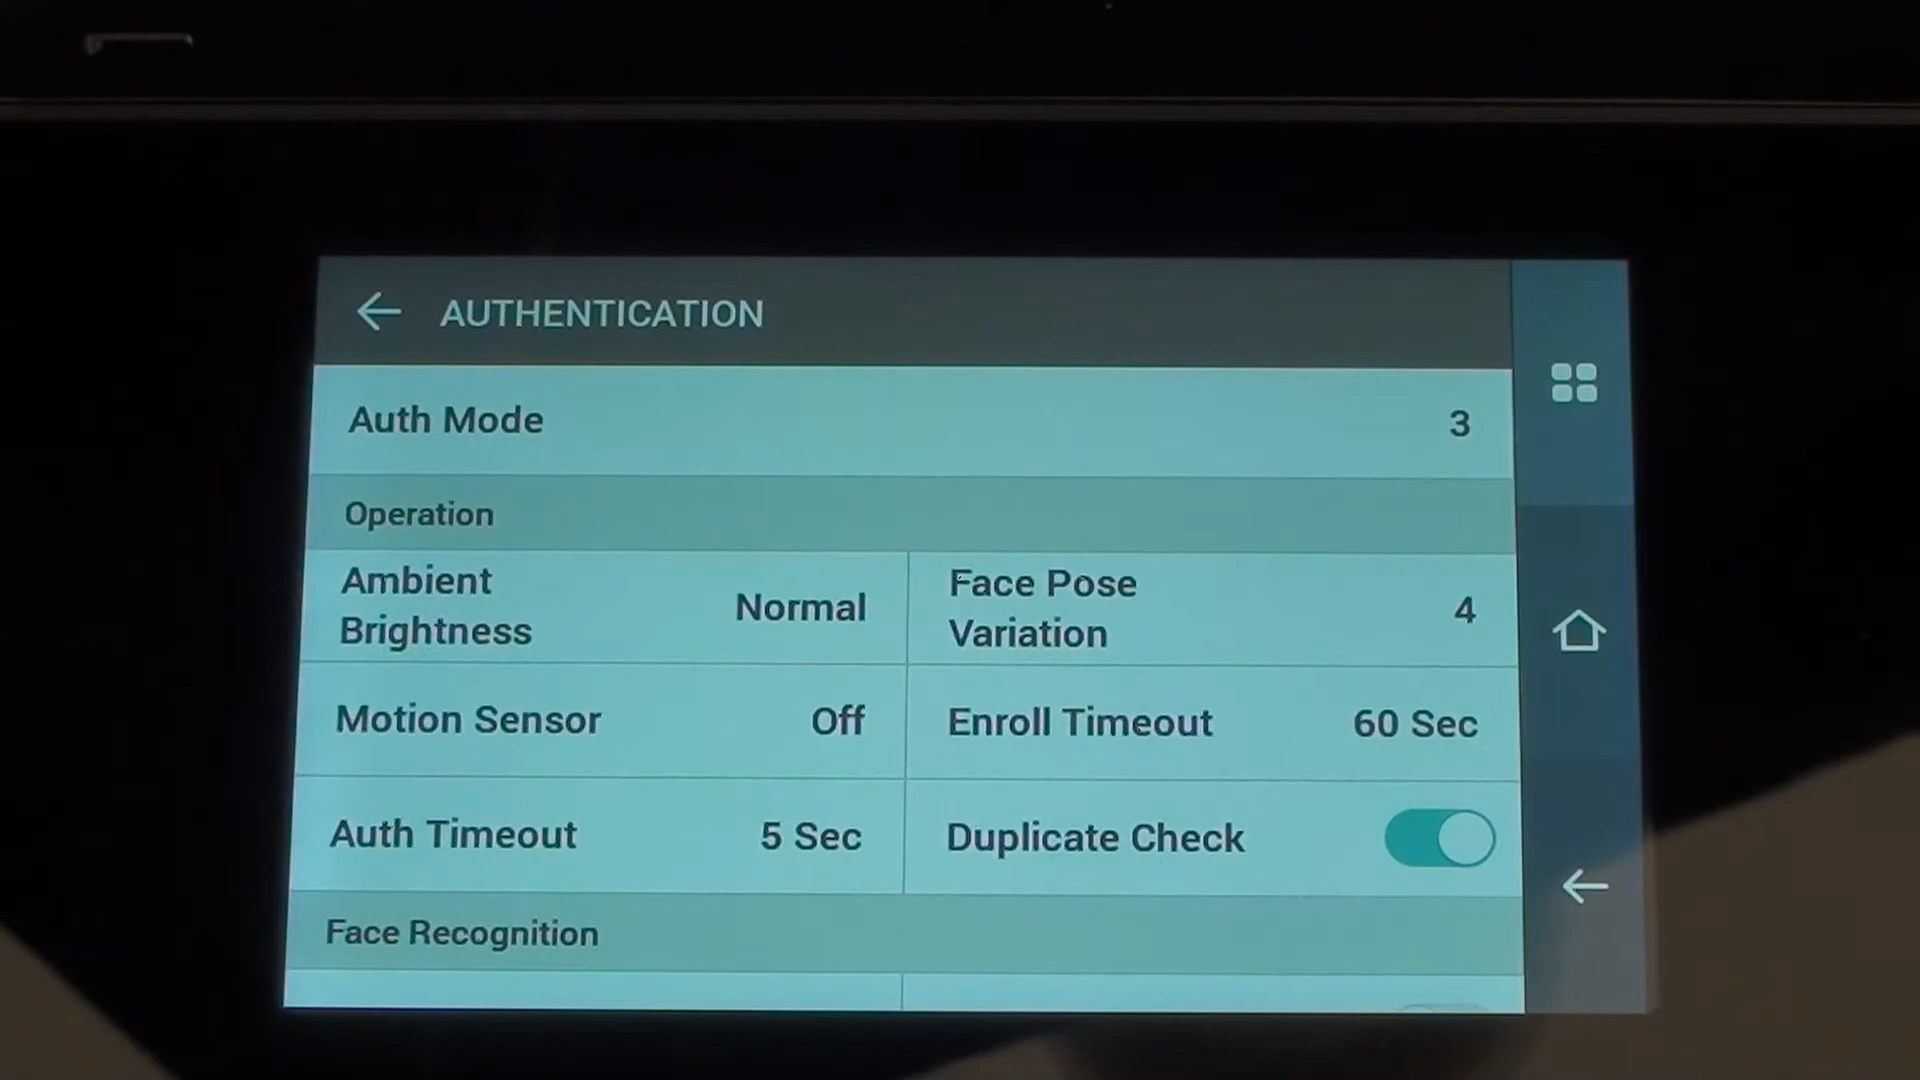 AUTHENTICATION
Auth Mode 3
Operation
Ambient Brightness Normal
Face Pose Variation 4
Motion Sensor Off
Enroll Timeout 60 Sec
Auth Timeout 5 Sec
Duplicate Check
Face Recognition